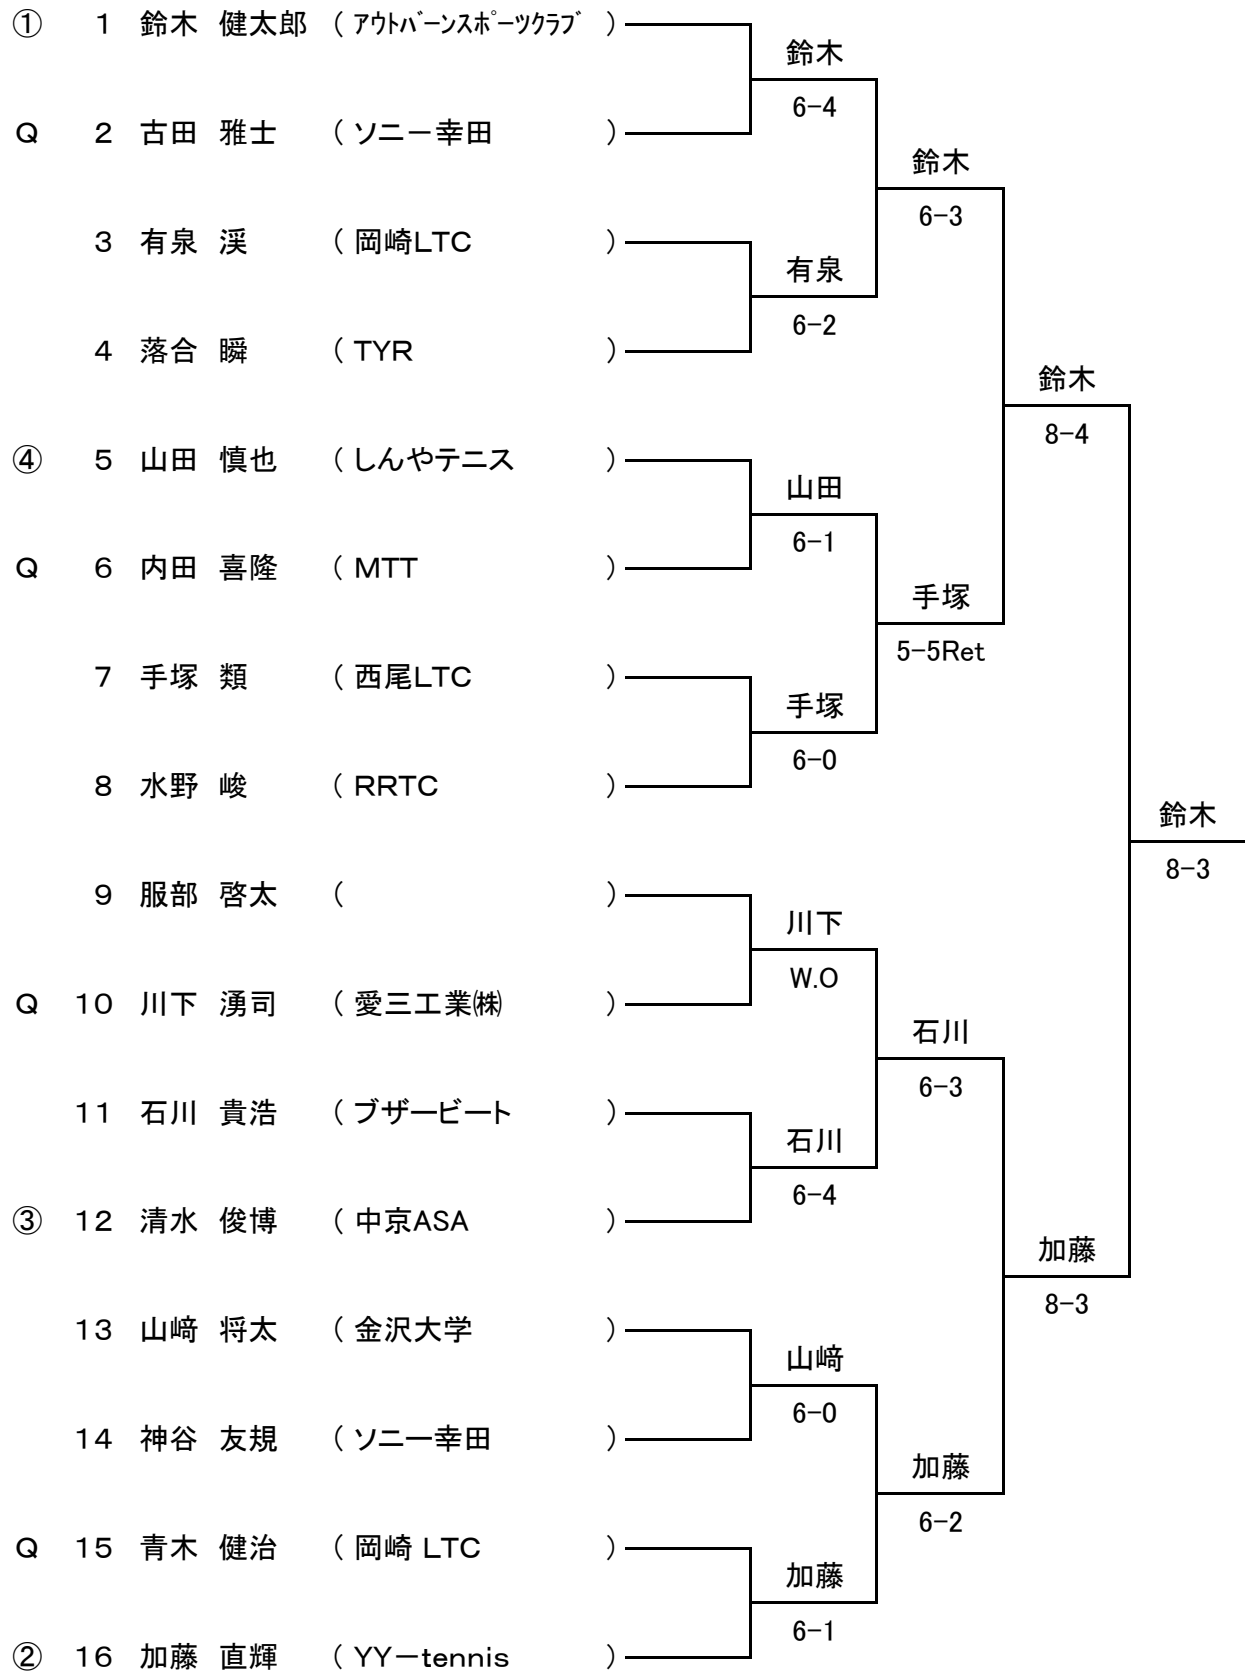 ① 1 鈴木 健太郎 ( アウトバーンスポーツクラブ )
鈴木
6-4
Q 2 古田 雅士 ( ソニー幸田 )
鈴木
6-3
3 有泉 渓 ( 岡崎LTC )
有泉
6-2
4 落合 瞬 ( TYR )
鈴木
8-4
④ 5 山田 慎也 ( しんやテニス )
山田
6-1
Q 6 内田 喜隆 ( MTT )
手塚
5-5Ret
7 手塚 類 ( 西尾LTC )
手塚
6-0
8 水野 峻 ( RRTC )
鈴木
8-3
9 服部 啓太 ( )
川下
W.O
Q 10 川下 湧司 ( 愛三工業㈱ )
石川
6-3
11 石川 貴浩 ( ブザービート )
石川
6-4
③ 12 清水 俊博 ( 中京ASA )
加藤
8-3
13 山﨑 将太 ( 金沢大学 )
山﨑
6-0
14 神谷 友規 ( ソニー幸田 )
加藤
6-2
Q 15 青木 健治 ( 岡崎 LTC )
加藤
6-1
② 16 加藤 直輝 ( YY－tennis )